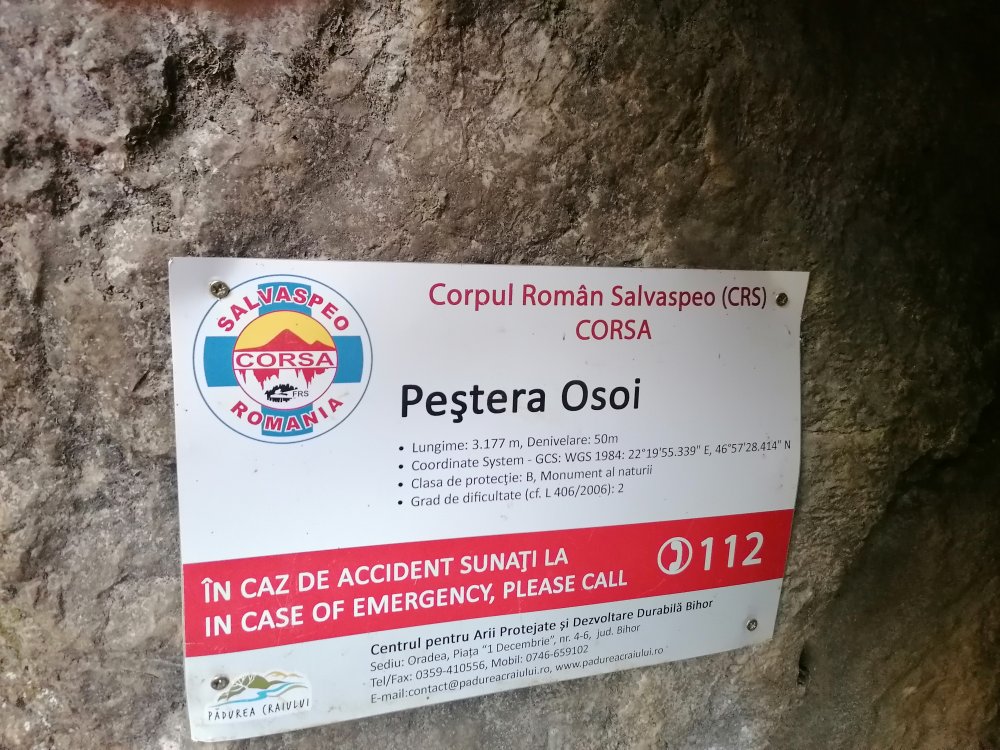 SALVASPEO
CORSA
FRS
ROMANIA
Corpul Român Salvaspeo (CRS)
CORSA
Peştera Osoi
• Lungime: 3.177 m, Denivelare: 50m
• Coordinate System - GCS: WGS 1984: 22°19'55.339" E, 46°57'28.414" N
• Clasa de protecţie: B, Monument al naturii
• Grad de dificultate (cf. L 406/2006): 2
ÎN CAZ DE ACCIDENT SUNAŢI LA
IN CASE OF EMERGENCY, PLEASE CALL
112
Centrul pentru Arii Protejate și Dezvoltare Durabilă Bihor
Sediu: Oradea, Piața "1 Decembrie", nr. 4-6, jud. Bihor
Tel/Fax: 0359-410556, Mobil: 0746-659102
E-mail:contact@padureacraiului.ro, www.padureacraiului.ro
PĂDUREA CRAIULUI